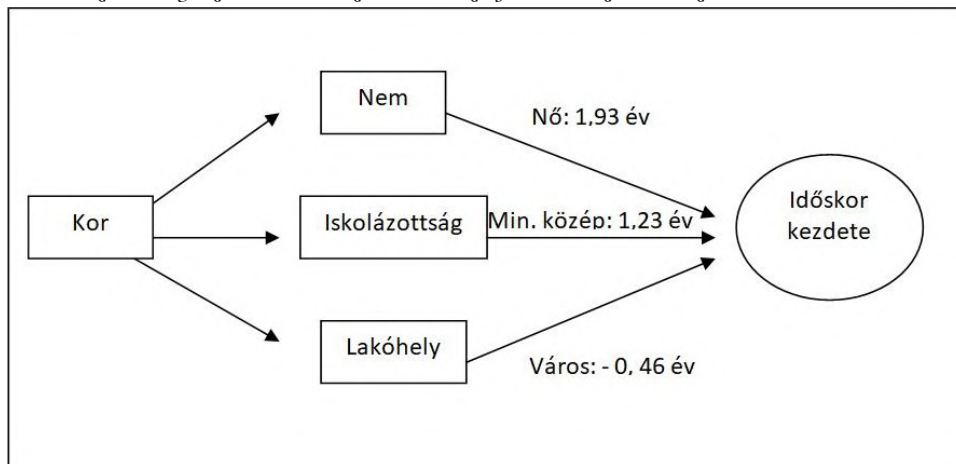 Nem
Nő: 1,93 év
Kor
Iskolázottság
Min. közép: 1,23 év
Időskor
kezdete
Lakóhely
Város: - 0, 46 év